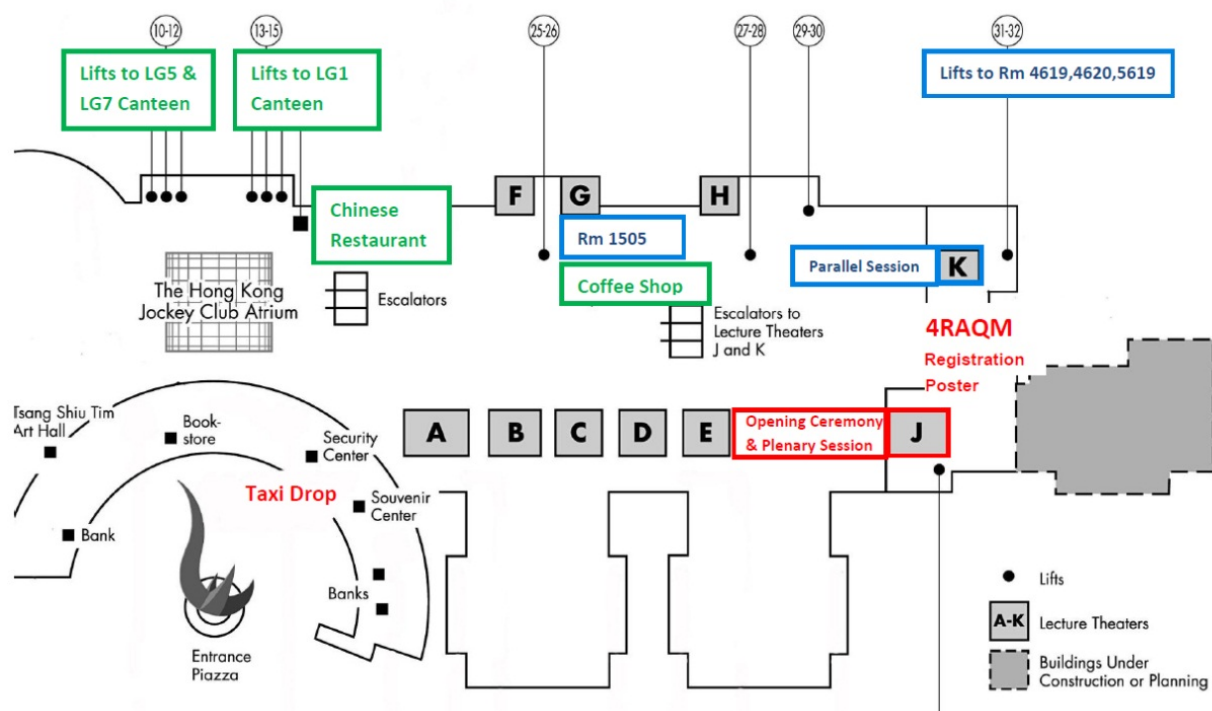 10-12
13-15
25-26
27-28
29-30
31-32
Lifts to LG5 &
LG7 Canteen
Lifts to LG1
Canteen
Lifts to Rm 4619,4620,5619
F
G
H
Chinese
Restaurant
Rm 1505
Parallel Session
K
Coffee Shop
The Hong Kong
Jockey Club Atrium
Escalators
Escalators to
Lecture Theaters
J and K
4RAQM
Registration
Poster
Tsang Shiu Tim
Art Hall
Book-
store
Security
Center
A
B
C
D
E
Opening Ceremony
& Plenary Session
J
Taxi Drop
Souvenir
Center
Bank
Banks
Entrance
Piazza
Lifts
A-K
Lecture Theaters
Buildings Under
Construction or Planning